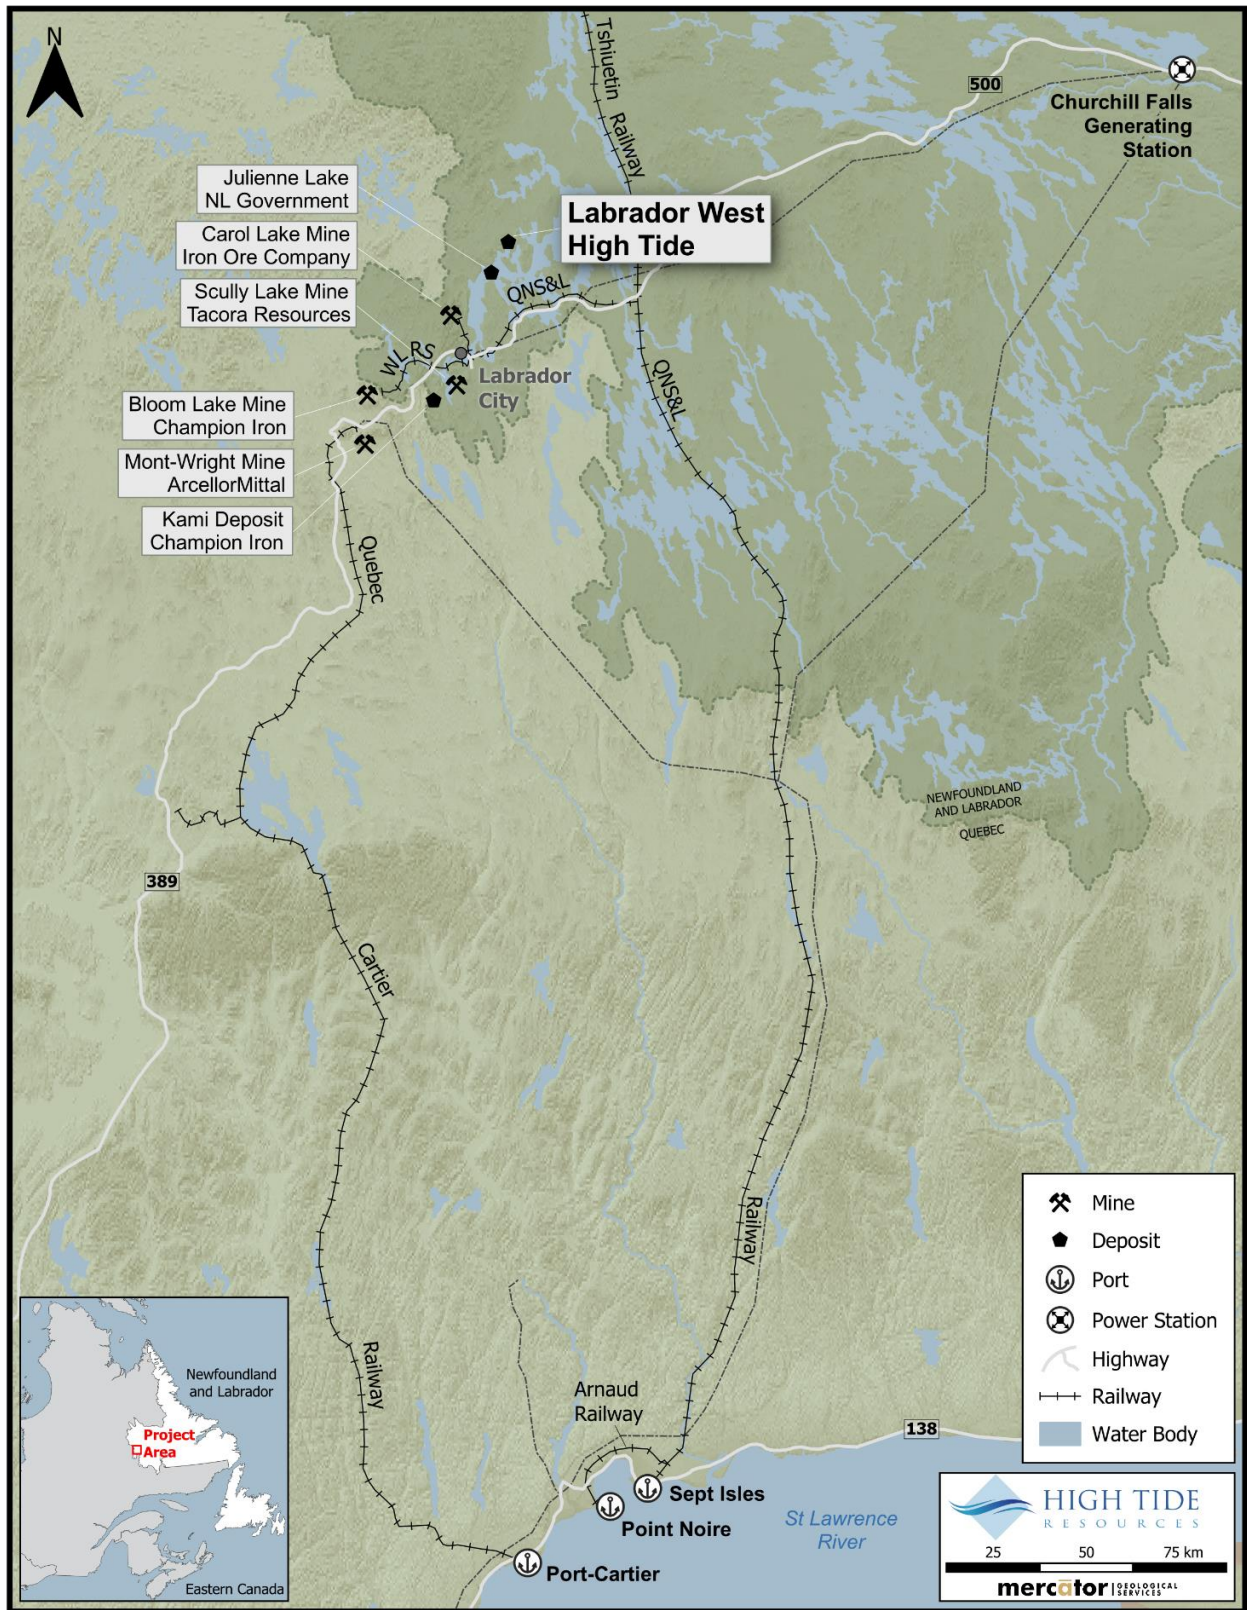 N
Tshiuetin Railway
500
Churchill Falls
Generating
Station
Julienne Lake
NL Government
Carol Lake Mine
Iron Ore Company
Scully Lake Mine
Tacora Resources
Labrador West
High Tide
QNS&L
WLRS
Labrador
City
QNS&L
Bloom Lake Mine
Champion Iron
Mont-Wright Mine
ArcellorMittal
Kami Deposit
Champion Iron
Quebec
NEWFOUNDLAND
AND LABRADOR
QUEBEC
389
Cartier
Railway
Railway
Arnaud
Railway
138
Sept Isles
Point Noire
Port-Cartier
St Lawrence
River
Mine
Deposit
Port
Power Station
Highway
Railway
Water Body
Newfoundland
and Labrador
Project
Area
Eastern Canada
HIGH TIDE
RESOURCES
25 50 75 km
mercātor GEOLOGICAL
SERVICES